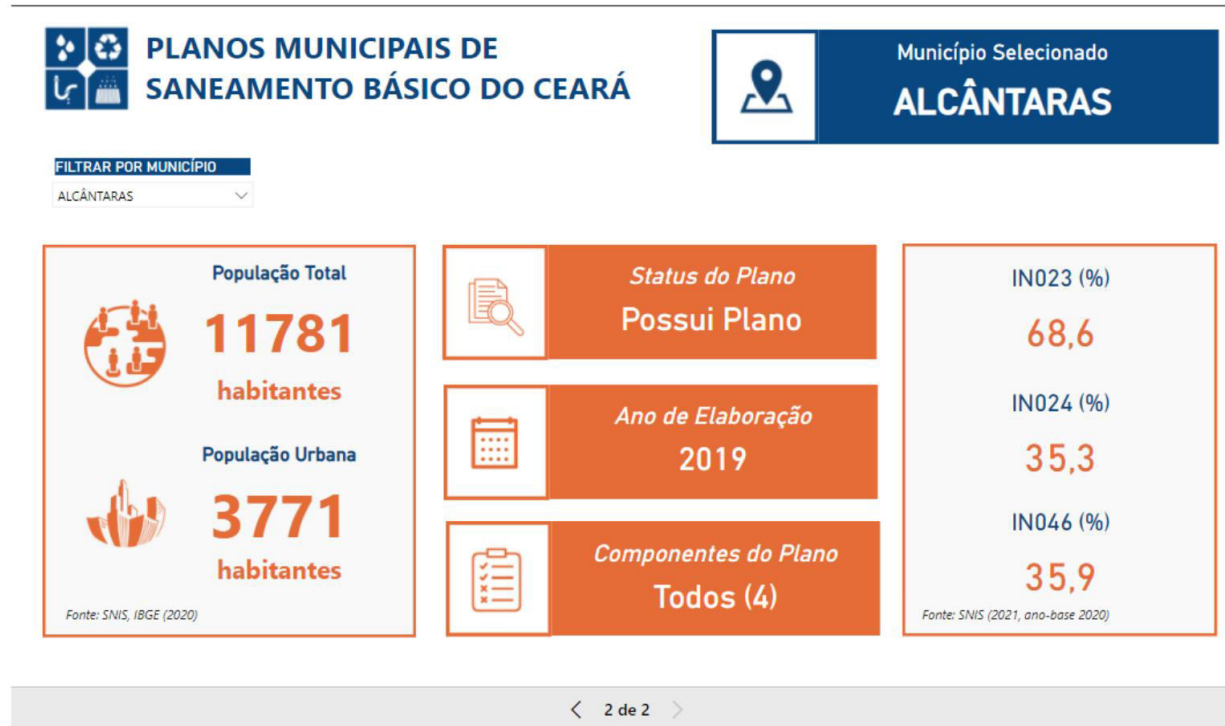 PLANOS MUNICIPAIS DE
SANEAMENTO BÁSICO DO CEARÁ
Município Selecionado
ALCÂNTARAS
FILTRAR POR MUNICÍPIO
ALCÂNTARAS
População Total
11781
habitantes
População Urbana
3771
habitantes
Fonte: SNIS, IBGE (2020)
Status do Plano
Possui Plano
Ano de Elaboração
2019
Componentes do Plano
Todos (4)
IN023 (%)
68,6
IN024 (%)
35,3
IN046 (%)
35,9
Fonte: SNIS (2021, ano-base 2020)
2 de 2